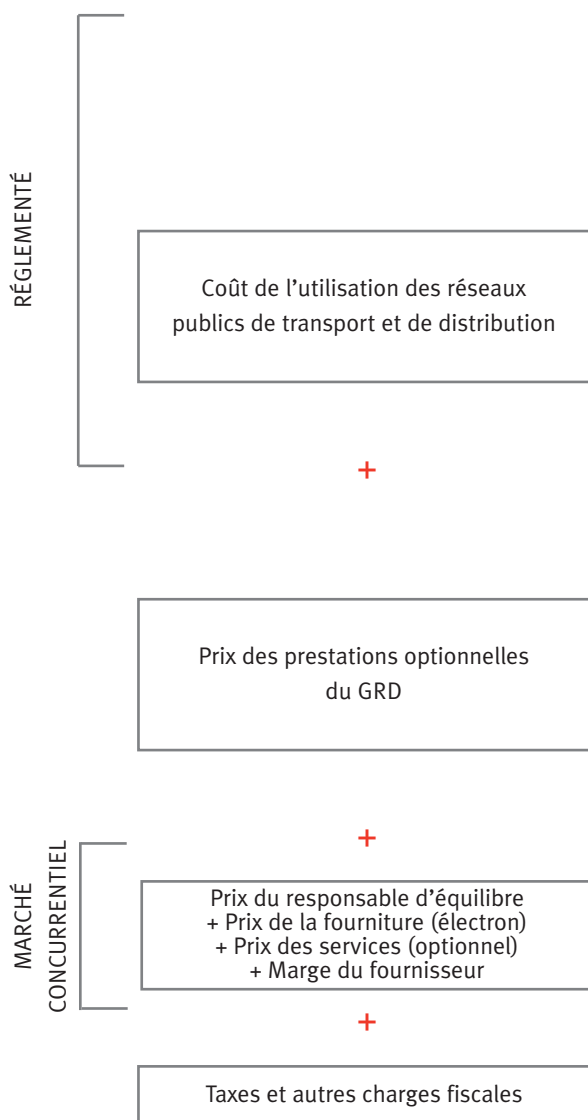 RÉGLEMENTÉ
Coût de l’utilisation des réseaux
publics de transport et de distribution
+
Prix des prestations optionnelles
du GRD
+
MARCHÉ
CONCURRENTIEL
Prix du responsable d’équilibre
+ Prix de la fourniture (électron)
+ Prix des services (optionnel)
+ Marge du fournisseur
+
Taxes et autres charges fiscales